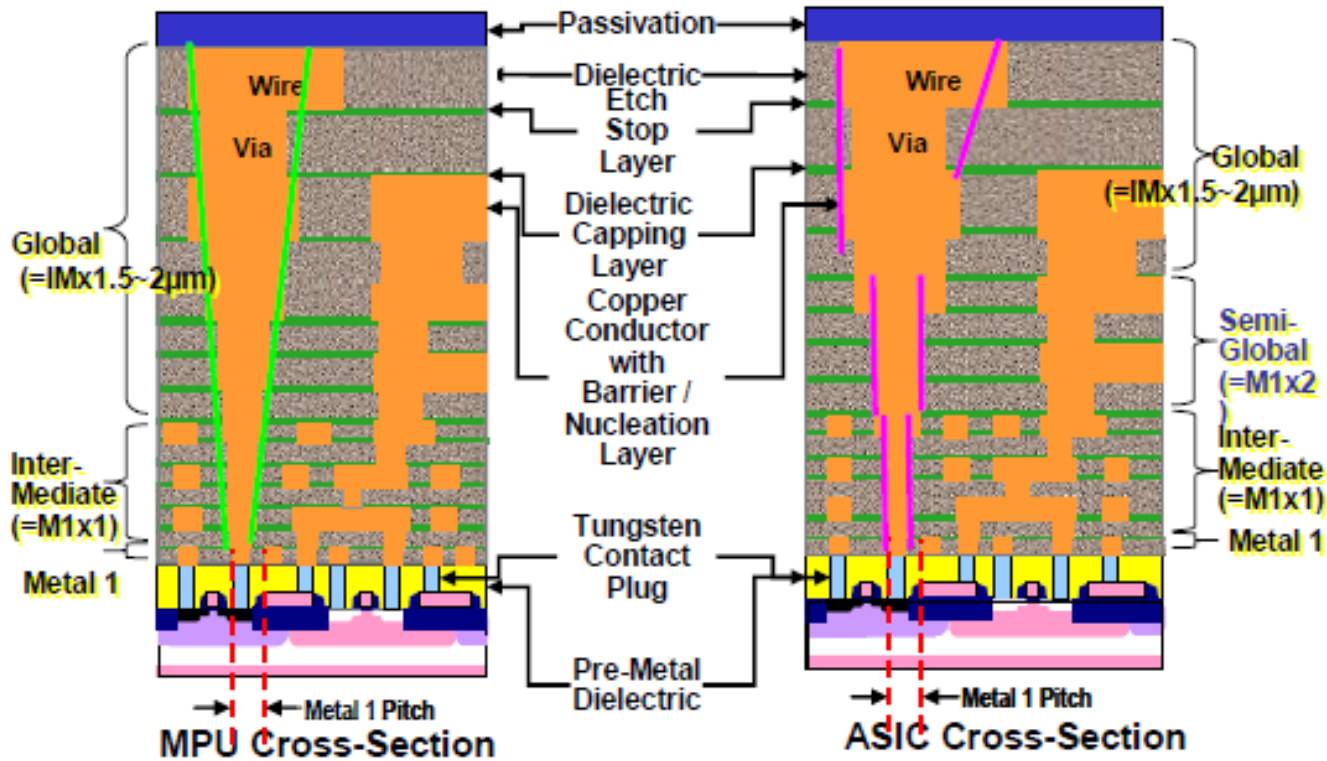 Passivation
Dielectric
Etch
Stop
Layer
Dielectric
Capping
Layer
Copper
Conductor
with
Barrier /
Nucleation
Layer
Tungsten
Contact
Plug
Pre-Metal
Dielectric
Wire
Via
Global
(=IMx1.5~2µm)
Inter-
Mediate
(=M1x1)
Metal 1
Metal 1 Pitch
MPU Cross-Section
Wire
Via
Global
(=IMx1.5~2µm)
Semi-
Global
(=M1x2
)
Inter-
Mediate
(=M1x1)
Metal 1
Metal 1 Pitch
ASIC Cross-Section